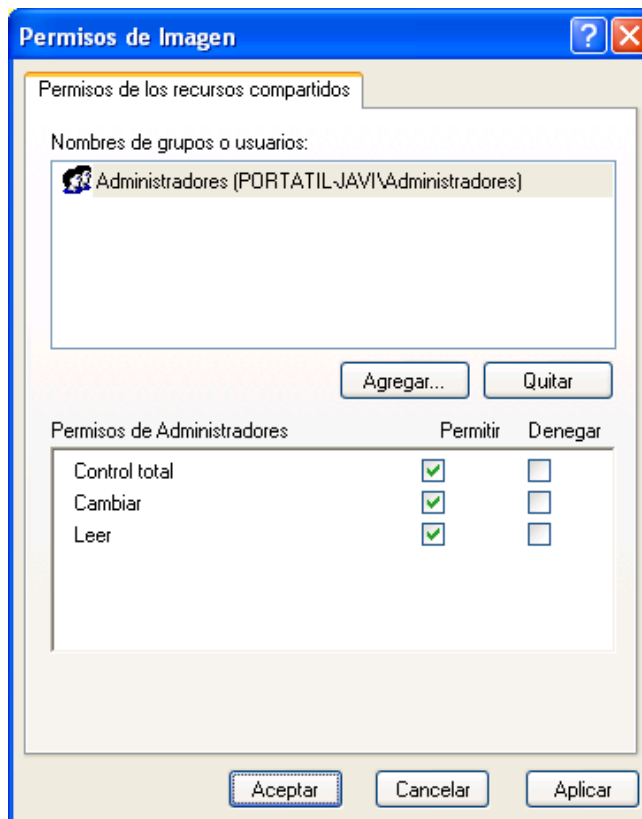 Permisos de Imagen
Permisos de los recursos compartidos
Nombres de grupos o usuarios:
Administradores (PORTATIL-JAVI\Administradores)
Agregar... Quitar
Permisos de Administradores Permitir Denegar
Control total
Cambiar
Leer
Aceptar Cancelar Aplicar